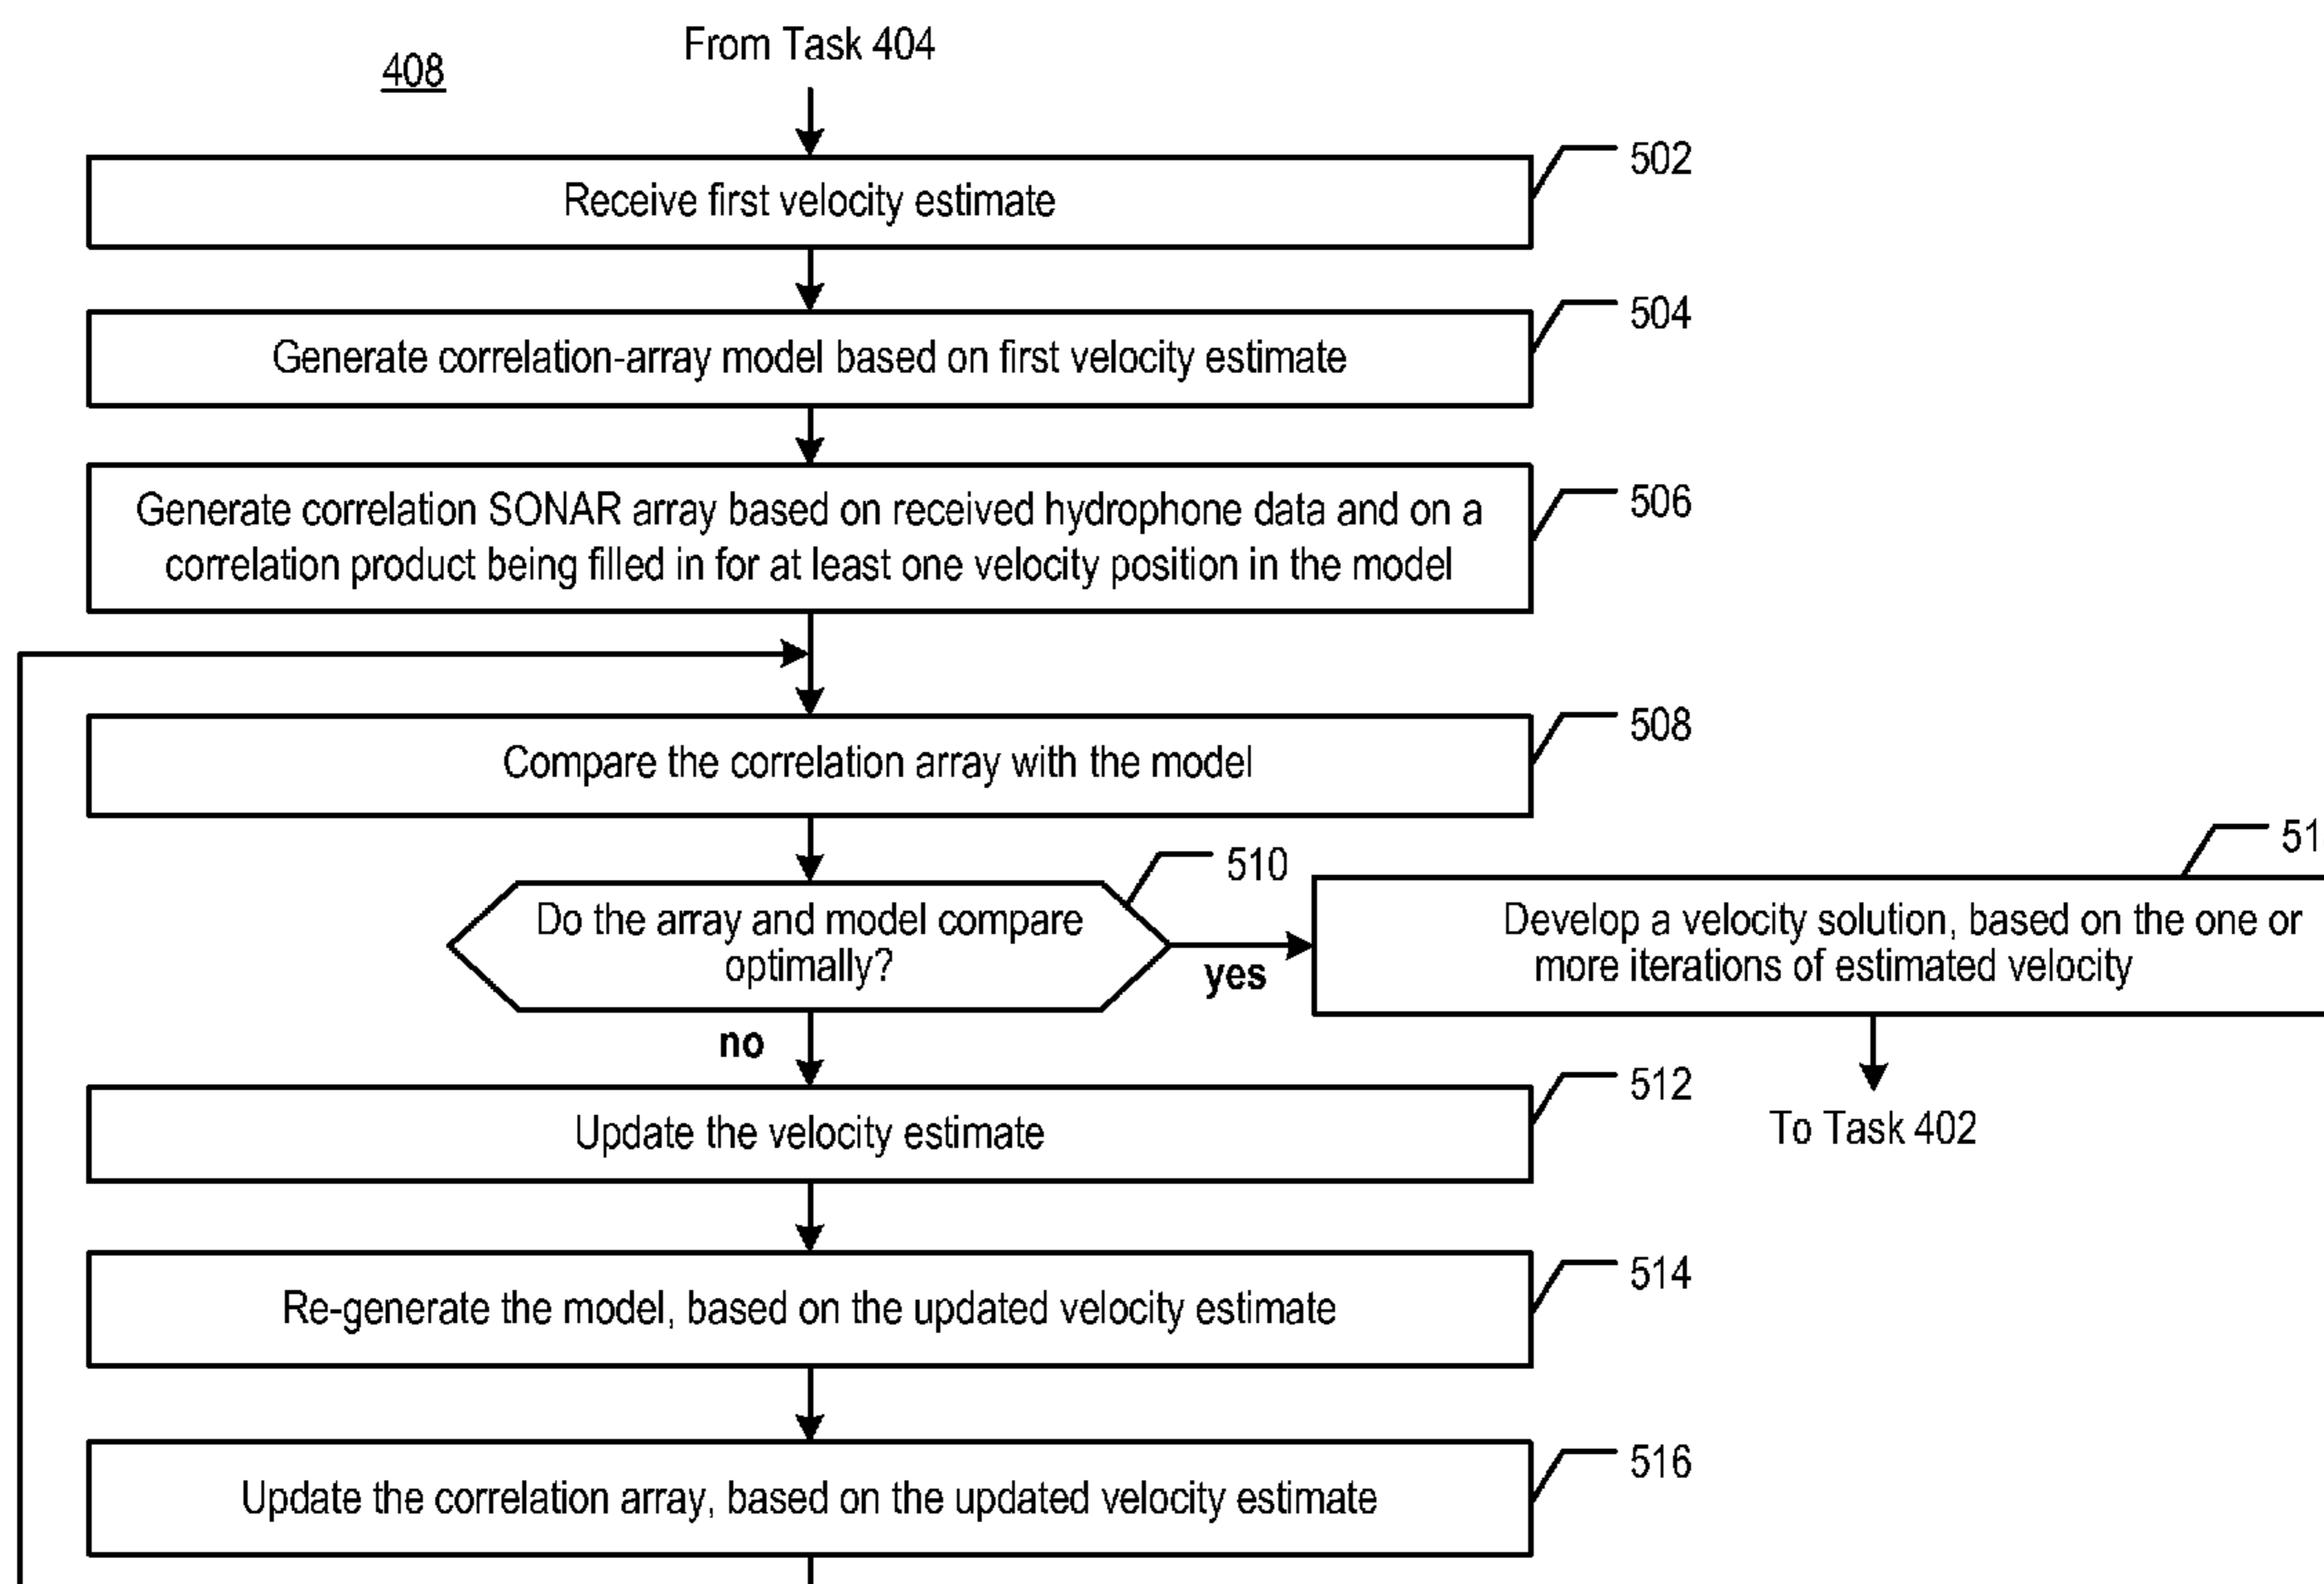 From Task 404
408
502
Receive first velocity estimate
504
Generate correlation-array model based on first velocity estimate
506
Generate correlation SONAR array based on received hydrophone data and on a
correlation product being filled in for at least one velocity position in the model
508
Compare the correlation array with the model
510
Do the array and model compare
optimally?
yes
no
51
Develop a velocity solution, based on the one or
more iterations of estimated velocity
To Task 402
512
Update the velocity estimate
514
Re-generate the model, based on the updated velocity estimate
516
Update the correlation array, based on the updated velocity estimate